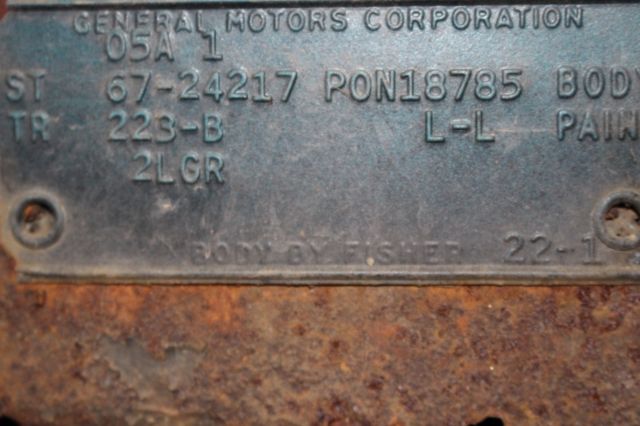 GENERAL MOTORS CORPORATION
05A 1
ST 67-24217 PON18785 BODY
TR 223-B L-L PAIN
2LGR
BODY BY FISHER 22-1